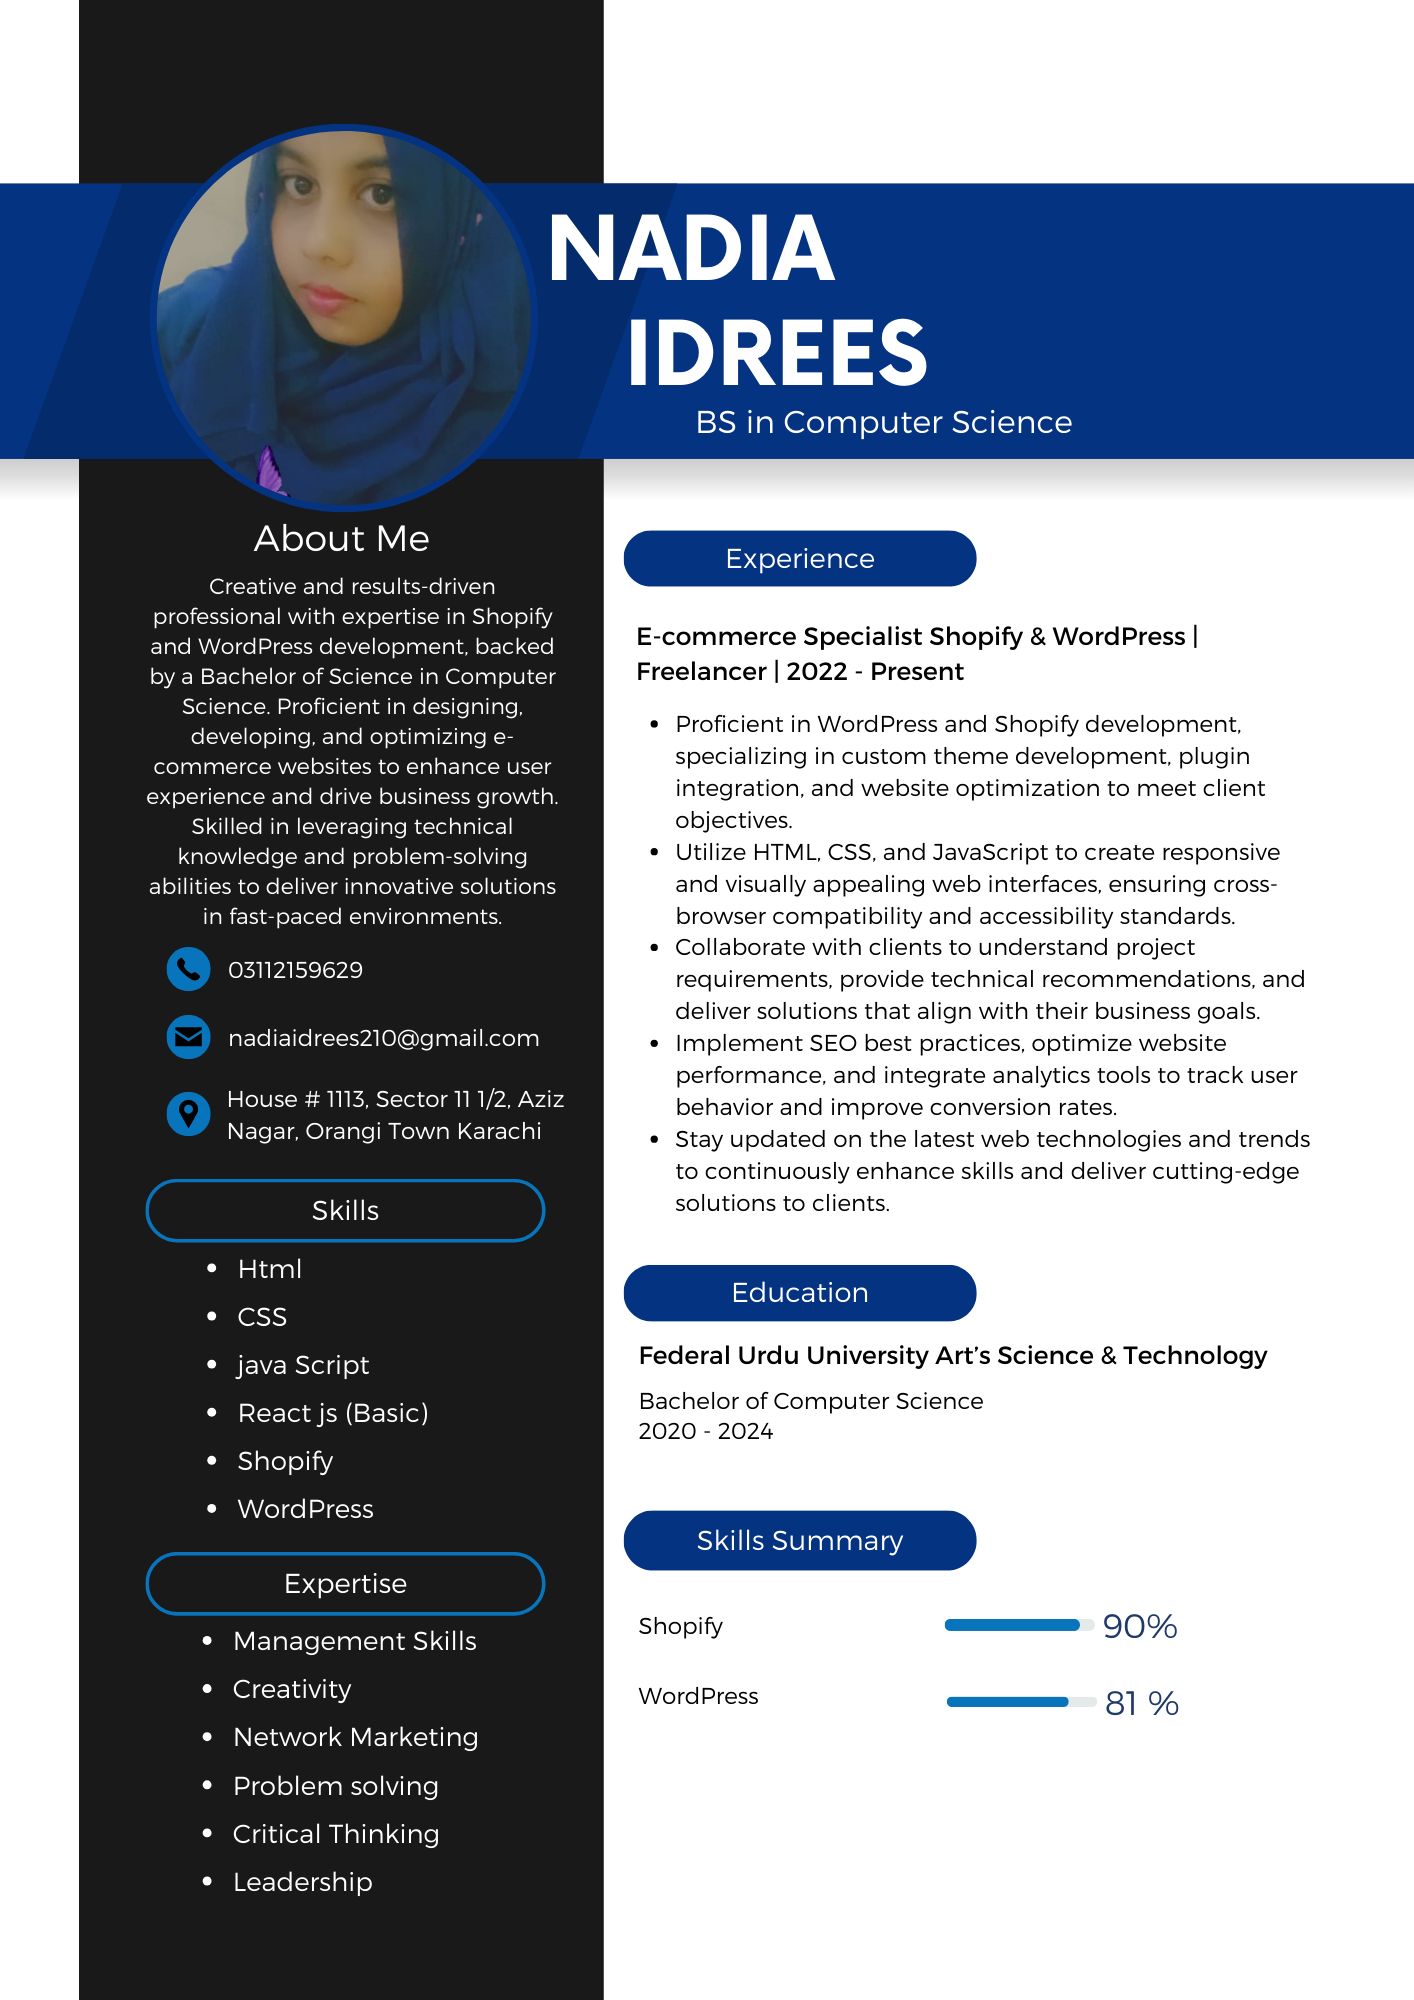 NADIA
IDREES
BS in Computer Science
About Me
Creative and results-driven
professional with expertise in Shopify
and WordPress development, backed
by a Bachelor of Science in Computer
Science. Proficient in designing,
developing, and optimizing e-
commerce websites to enhance user
experience and drive business growth.
Skilled in leveraging technical
knowledge and problem-solving
abilities to deliver innovative solutions
in fast-paced environments.
03112159629
nadiaidrees210@gmail.com
House # 1113, Sector 11 1/2, Aziz
Nagar, Orangi Town Karachi
Skills
• Html
• CSS
• java Script
• React js (Basic)
• Shopify
• WordPress
Expertise
• Management Skills
• Creativity
• Network Marketing
• Problem solving
• Critical Thinking
• Leadership
Experience
E-commerce Specialist Shopify & WordPress |
Freelancer | 2022 - Present
• Proficient in WordPress and Shopify development,
specializing in custom theme development, plugin
integration, and website optimization to meet client
objectives.
• Utilize HTML, CSS, and JavaScript to create responsive
and visually appealing web interfaces, ensuring cross-
browser compatibility and accessibility standards.
• Collaborate with clients to understand project
requirements, provide technical recommendations, and
deliver solutions that align with their business goals.
• Implement SEO best practices, optimize website
performance, and integrate analytics tools to track user
behavior and improve conversion rates.
• Stay updated on the latest web technologies and trends
to continuously enhance skills and deliver cutting-edge
solutions to clients.
Education
Federal Urdu University Art’s Science & Technology
Bachelor of Computer Science
2020 - 2024
Skills Summary
Shopify 90%
WordPress 81 %